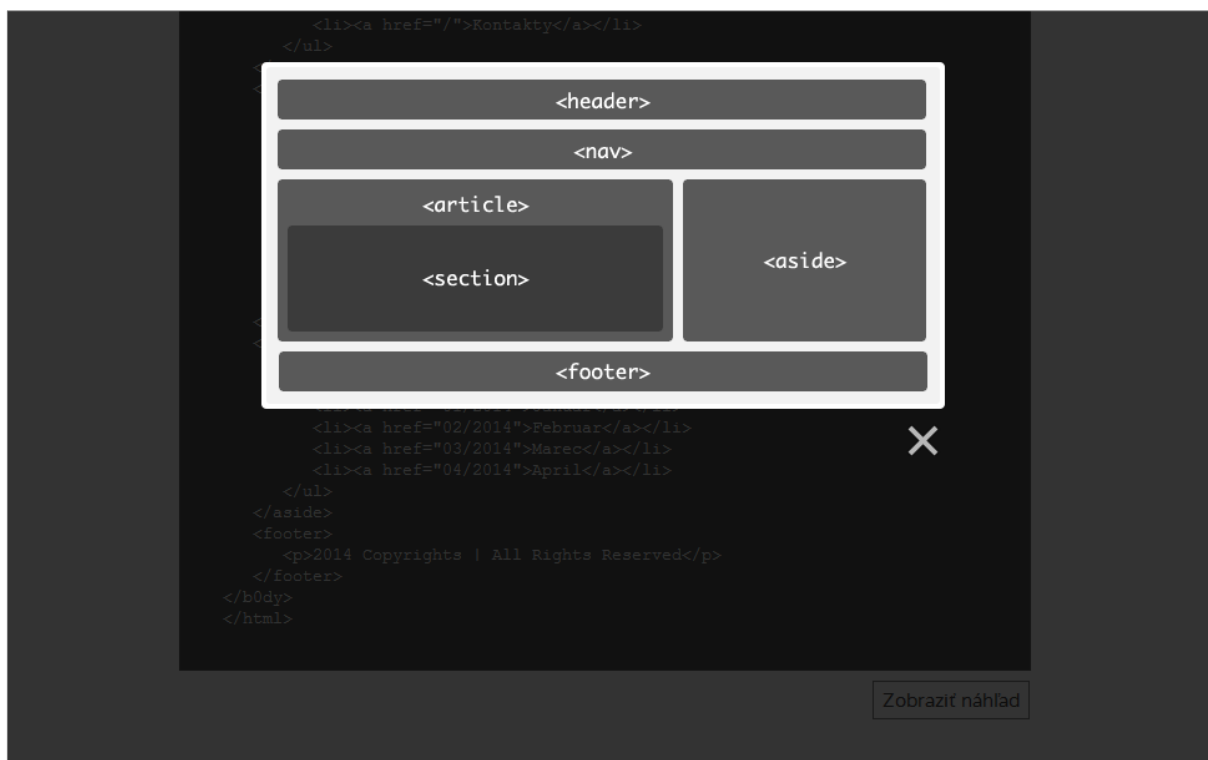 <li><a href="/">Kontakty</a></li>
</ul>
<header>
<nav>
<article>
<section>
<aside>
<footer>
<li><a href="02/2014">Februar</a></li>
<li><a href="03/2014">Marec</a></li>
<li><a href="04/2014">April</a></li>
</ul>
</aside>
<footer>
<p>2014 Copyrights | All Rights Reserved</p>
</footer>
</b0dy>
</html>
Zobraziť náhľad